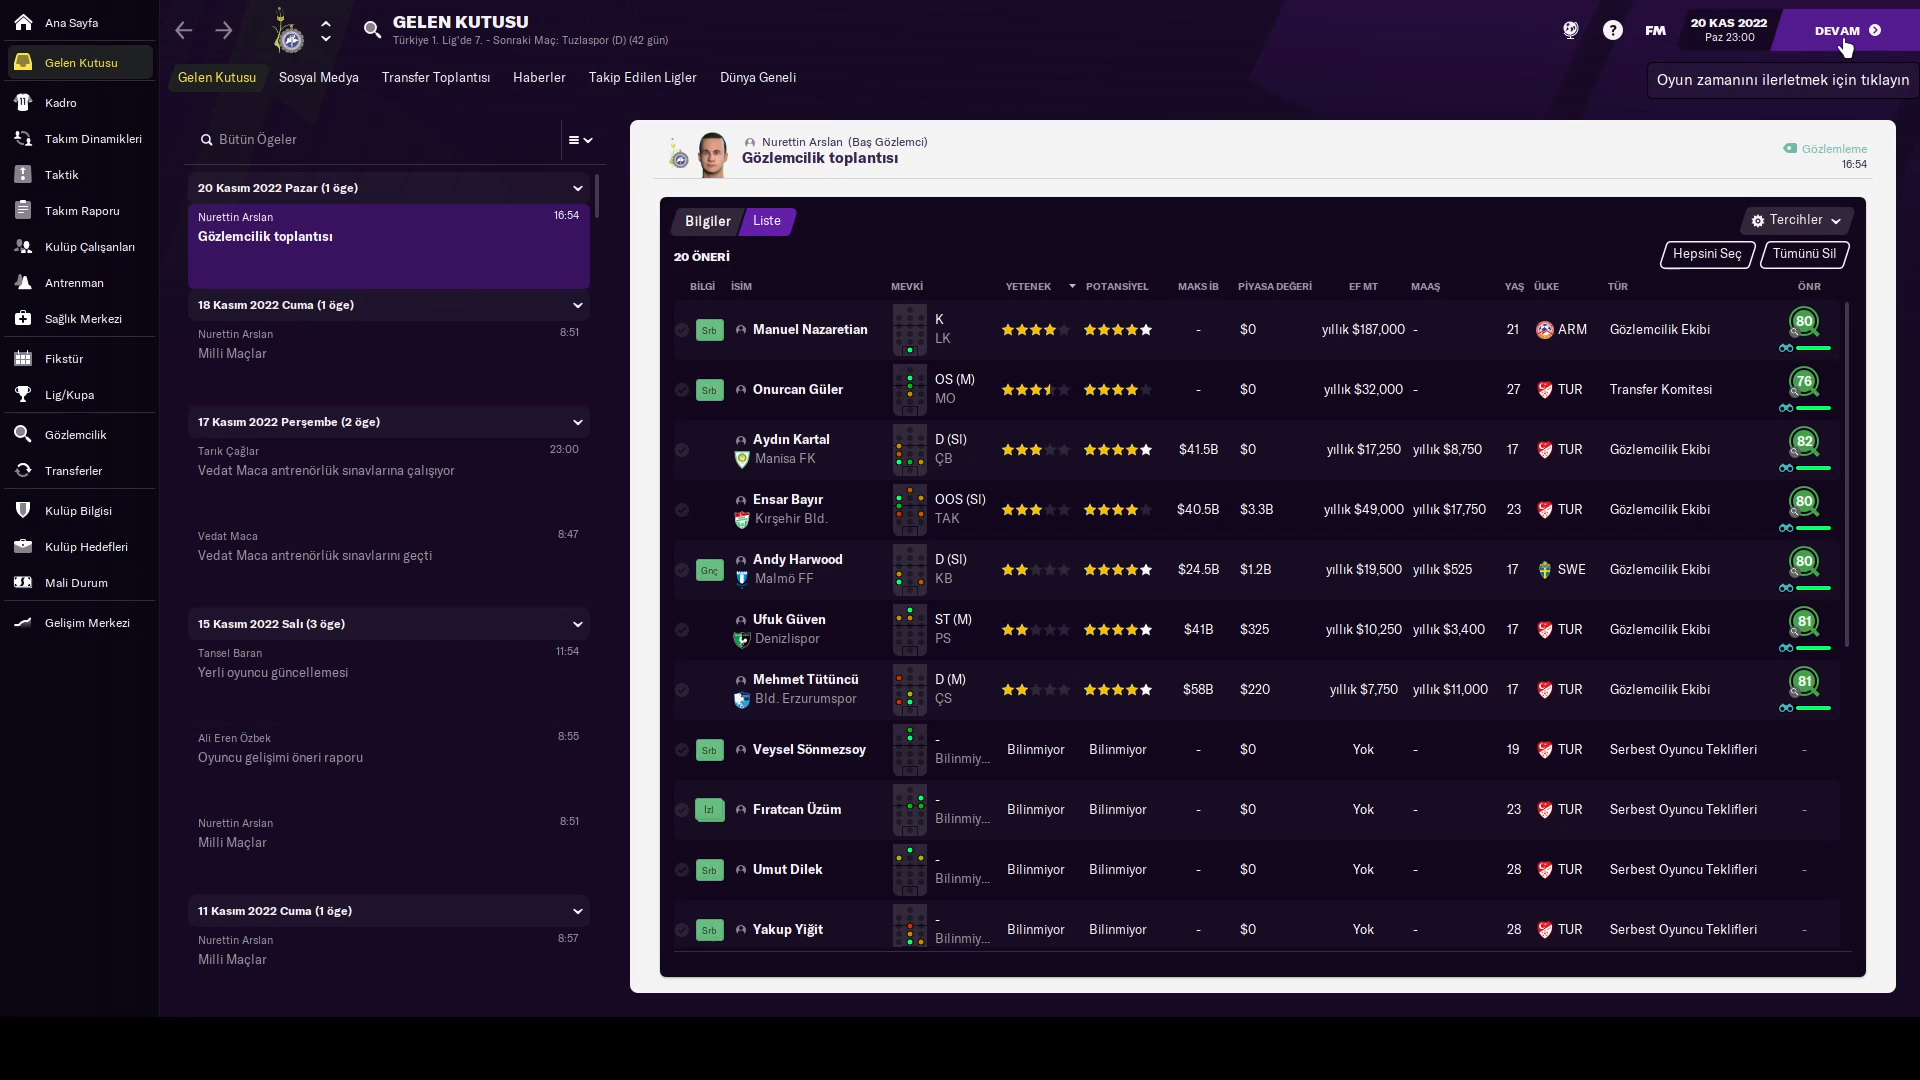 Ana Sayfa
Gelen Kutusu
Kadro
Takım Dinamikleri
Taktik
Takım Raporu
Kulüp Çalışanları
Antrenman
Sağlık Merkezi
Fikstür
Lig/Kupa
Gözlemcilik
Transferler
Kulüp Bilgisi
Kulüp Hedefleri
Mali Durum
Gelişim Merkezi
GELEN KUTUSU
Türkiye 1. Lig'de 7. - Sonraki Maç: Tuzlaspor (D) (42 gün)
FM
20 KAS 2022
Paz 23:00
DEVAM
Oyun zamanını ilerletmek için tıklayın
Gelen Kutusu Sosyal Medya Transfer Toplantısı Haberler Takip Edilen Ligler Dünya Geneli
Bütün Ögeler
20 Kasım 2022 Pazar (1 öge)
Nurettin Arslan 16:54
Gözlemcilik toplantısı
18 Kasım 2022 Cuma (1 öge)
Nurettin Arslan 8:51
Milli Maçlar
17 Kasım 2022 Perşembe (2 öge)
Tarık Çağlar 23:00
Vedat Maca antrenörlük sınavlarına çalışıyor
Vedat Maca 8:47
Vedat Maca antrenörlük sınavlarını geçti
15 Kasım 2022 Salı (3 öge)
Tansel Baran 11:54
Yerli oyuncu güncellemesi
Ali Eren Özbek 8:55
Oyuncu gelişimi öneri raporu
Nurettin Arslan 8:51
Milli Maçlar
11 Kasım 2022 Cuma (1 öge)
Nurettin Arslan 8:57
Milli Maçlar
Nurettin Arslan (Baş Gözlemci)
Gözlemcilik toplantısı
Gözlemleme
16:54
Bilgiler Liste
Tercihler
20 ÖNERİ
Hepsini Seç Tümünü Sil
BİLGİ İSİM MEVKİ YETENEK POTANSİYEL MAKS İB PİYASA DEĞERİ EF MT MAAŞ YAŞ ÜLKE TÜR ÖNR
Srb Manuel Nazaretian K LK - $0 yıllık $187,000 - 21 ARM Gözlemcilik Ekibi 80
Srb Onurcan Güler OS (M) MO - $0 yıllık $32,000 - 27 TUR Transfer Komitesi 76
Aydın Kartal Manisa FK D (Sl) ÇB $41.5B $0 yıllık $17,250 yıllık $8,750 17 TUR Gözlemcilik Ekibi 82
Ensar Bayır Kırşehir Bld. OOS (Sl) TAK $40.5B $3.3B yıllık $49,000 yıllık $17,750 23 TUR Gözlemcilik Ekibi 80
Gnç Andy Harwood Malmö FF D (Sl) KB $24.5B $1.2B yıllık $19,500 yıllık $525 17 SWE Gözlemcilik Ekibi 80
Ufuk Güven Denizlispor ST (M) PS $41B $325 yıllık $10,250 yıllık $3,400 17 TUR Gözlemcilik Ekibi 81
Mehmet Tütüncü Bld. Erzurumspor D (M) ÇS $58B $220 yıllık $7,750 yıllık $11,000 17 TUR Gözlemcilik Ekibi 81
Srb Veysel Sönmezsoy - Bilinmiy... Bilinmiyor Bilinmiyor - $0 Yok - 19 TUR Serbest Oyuncu Teklifleri -
İzl Fıratcan Üzüm - Bilinmiy... Bilinmiyor Bilinmiyor - $0 Yok - 23 TUR Serbest Oyuncu Teklifleri -
Srb Umut Dilek - Bilinmiy... Bilinmiyor Bilinmiyor - $0 Yok - 28 TUR Serbest Oyuncu Teklifleri -
Srb Yakup Yiğit - Bilinmiy... Bilinmiyor Bilinmiyor - $0 Yok - 28 TUR Serbest Oyuncu Teklifleri -